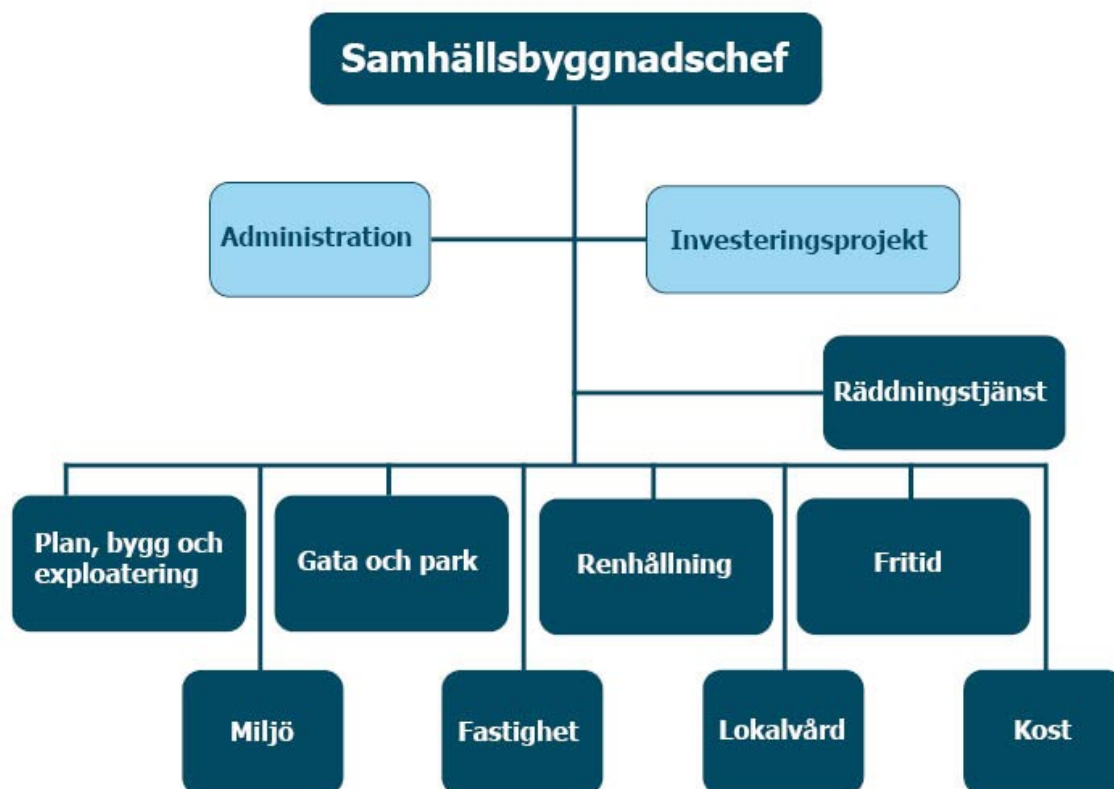 Samhällsbyggnadschef
Administration
Investeringsprojekt
Räddningstjänst
Plan, bygg och
exploatering
Gata och park
Renhållning
Fritid
Miljö
Fastighet
Lokalvård
Kost